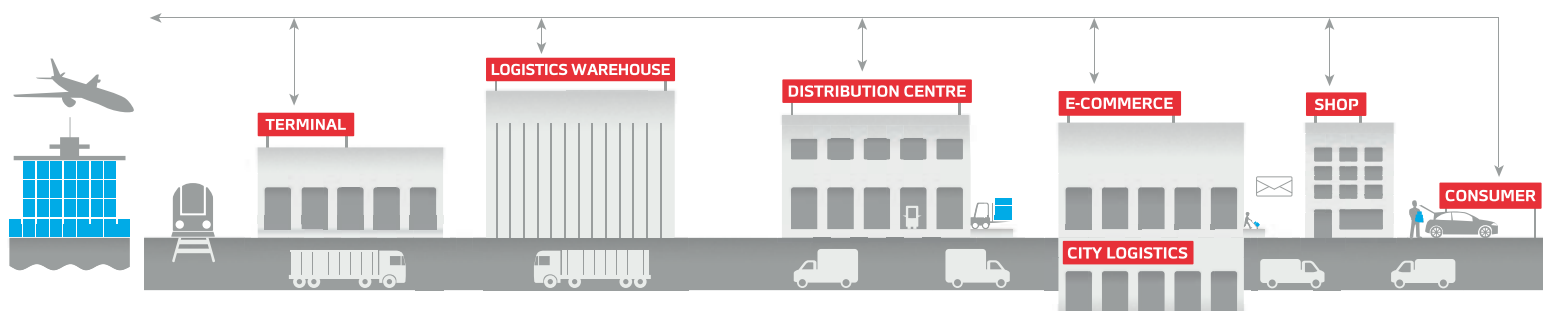 TERMINAL
LOGISTICS WAREHOUSE
DISTRIBUTION CENTRE
E-COMMERCE
CITY LOGISTICS
SHOP
CONSUMER